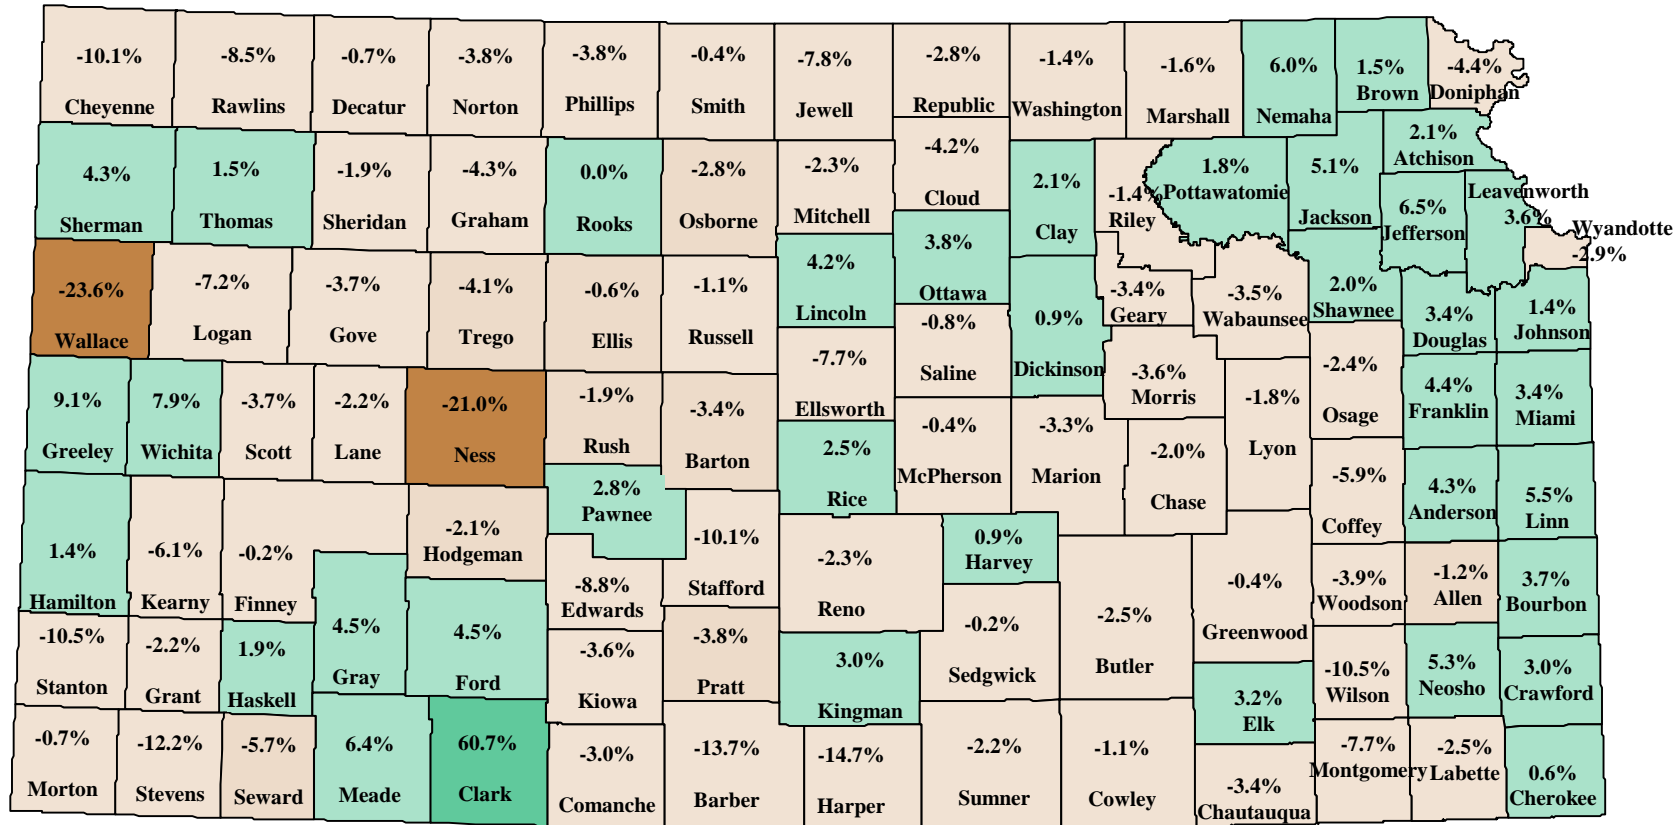 -10.1%
Cheyenne
-8.5%
Rawlins
-0.7%
Decatur
-3.8%
Norton
-3.8%
Phillips
-0.4%
Smith
-7.8%
Jewell
-2.8%
Republic
-1.4%
Washington
-1.6%
Marshall
6.0%
Nemaha
1.5%
Brown
-4.4%
Doniphan
4.3%
Sherman
1.5%
Thomas
-1.9%
Sheridan
-4.3%
Graham
0.0%
Rooks
-2.8%
Osborne
-2.3%
Mitchell
-4.2%
Cloud
2.1%
Clay
-1.4%
Riley
1.8%
Pottawatomie
5.1%
Jackson
2.1%
Atchison
6.5%
Jefferson
Leavenworth
3.6%
Wyandotte
-2.9%
-23.6%
Wallace
-7.2%
Logan
-3.7%
Gove
-4.1%
Trego
-0.6%
Ellis
-1.1%
Russell
4.2%
Lincoln
3.8%
Ottawa
-0.8%
Saline
0.9%
Dickinson
-3.4%
Geary
-3.5%
Wabaunsee
2.0%
Shawnee
3.4%
Douglas
1.4%
Johnson
9.1%
Greeley
7.9%
Wichita
-3.7%
Scott
-2.2%
Lane
-21.0%
Ness
-1.9%
Rush
-3.4%
Barton
-7.7%
Ellsworth
2.5%
Rice
-0.4%
McPherson
-3.3%
Marion
-3.6%
Morris
-2.0%
Chase
-1.8%
Lyon
-2.4%
Osage
4.4%
Franklin
3.4%
Miami
-5.9%
Coffey
4.3%
Anderson
5.5%
Linn
1.4%
Hamilton
-6.1%
Kearny
-0.2%
Finney
-2.1%
Hodgeman
2.8%
Pawnee
-8.8%
Edwards
-10.1%
Stafford
-2.3%
Reno
0.9%
Harvey
-0.2%
Sedgwick
-2.5%
Butler
-0.4%
Greenwood
-3.9%
Woodson
-1.2%
Allen
3.7%
Bourbon
-10.5%
Stanton
-2.2%
Grant
1.9%
Haskell
4.5%
Gray
4.5%
Ford
-3.6%
Kiowa
-3.8%
Pratt
3.0%
Kingman
3.2%
Elk
-10.5%
Wilson
5.3%
Neosho
3.0%
Crawford
-0.7%
Morton
-12.2%
Stevens
-5.7%
Seward
6.4%
Meade
60.7%
Clark
-3.0%
Comanche
-13.7%
Barber
-14.7%
Harper
-2.2%
Sumner
-1.1%
Cowley
-3.4%
Chautauqua
-7.7%
Montgomery
-2.5%
Labette
0.6%
Cherokee